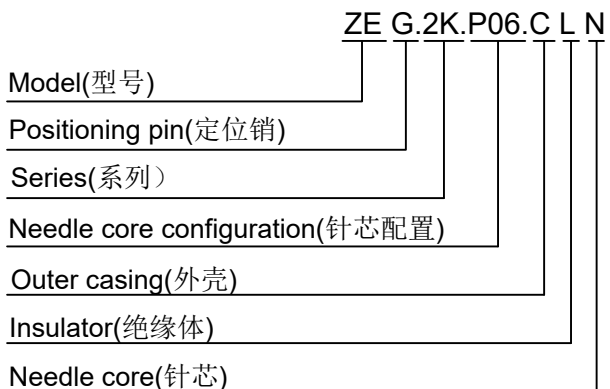 ZE G.2K.P06.C L N
Model(型号)
Positioning pin(定位销)
Series(系列）
Needle core configuration(针芯配置)
Outer casing(外壳)
Insulator(绝缘体)
Needle core(针芯)